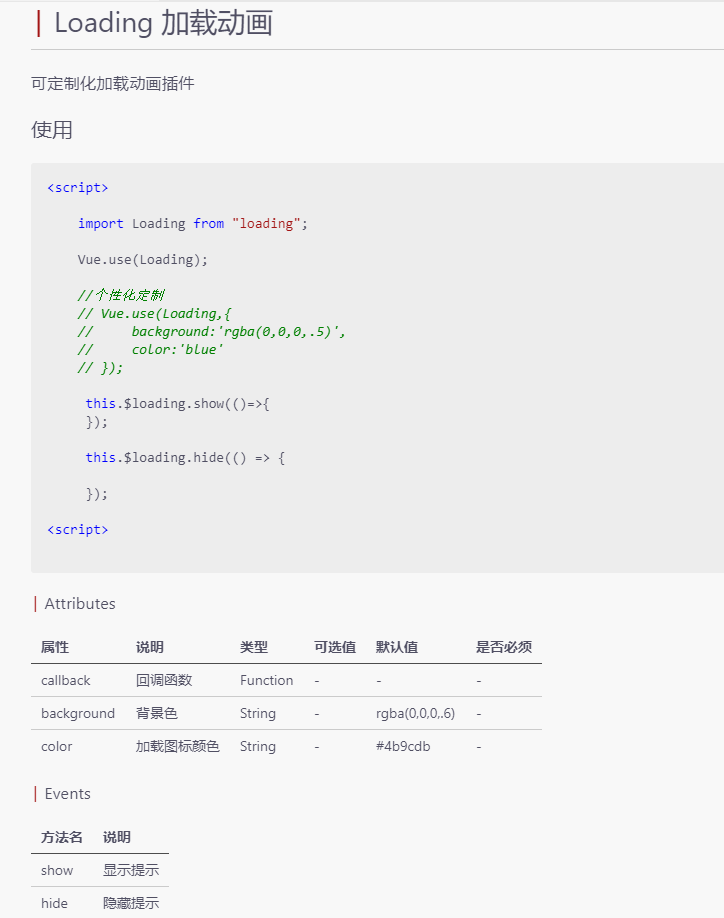 Loading 加载动画
可定制化加载动画插件
使用
<script>
import Loading from "loading";
Vue.use(Loading);
//个性化定制
// Vue.use(Loading,{
//     background:'rgba(0,0,0,.5)',
//     color:'blue'
// });
this.$loading.show(()=>{
});
this.$loading.hide(() => {
});
<script>
Attributes
属性 说明 类型 可选值 默认值 是否必须
callback 回调函数 Function - - -
background 背景色 String - rgba(0,0,0,.6) -
color 加载图标颜色 String - #4b9cdb -
Events
方法名 说明
show 显示提示
hide 隐藏提示